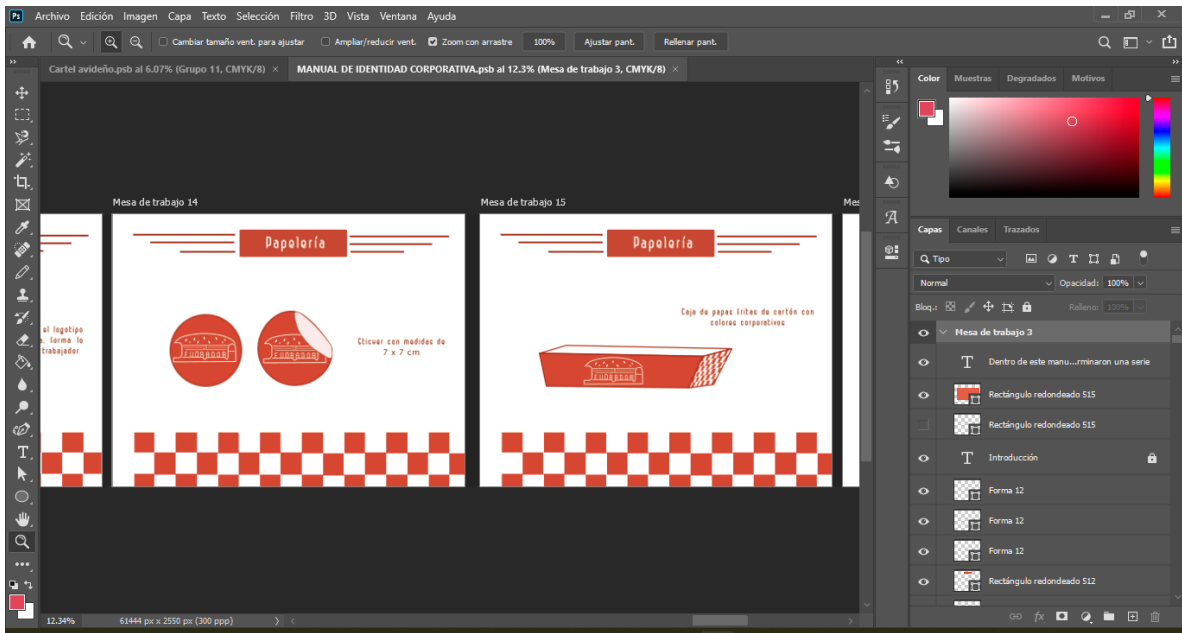 Ps Archivo Edición Imagen Capa Texto Selección Filtro 3D Vista Ventana Ayuda
Cambiar tamaño vent. para ajustar Ampliar/reducir vent. Zoom con arrastre 100% Ajustar pant. Rellenar pant.
Cartel avideño.psb al 6.07% (Grupo 11, CMYK/8) × MANUAL DE IDENTIDAD CORPORATIVA.psb al 12.3% (Mesa de trabajo 3, CMYK/8) ×
Mesa de trabajo 14
Papelería
el logotipo
, forma lo
trabajador
Sticker con medidas de
7 x 7 cm
Mesa de trabajo 15
Papelería
Caja de papas fritas de cartón con
colores corporativos
Mes
12.34% 61444 px x 2550 px (300 ppp)
Color Muestras Degradados Motivos
Capas Canales Trazados
Tipo
Normal Opacidad: 100%
Bloq.: Relleno: 100%
Mesa de trabajo 3
T Dentro de este manu...rminaron una serie
Rectángulo redondeado 515
Rectángulo redondeado 515
T Introducción
Forma 12
Forma 12
Forma 12
Rectángulo redondeado 512
fx